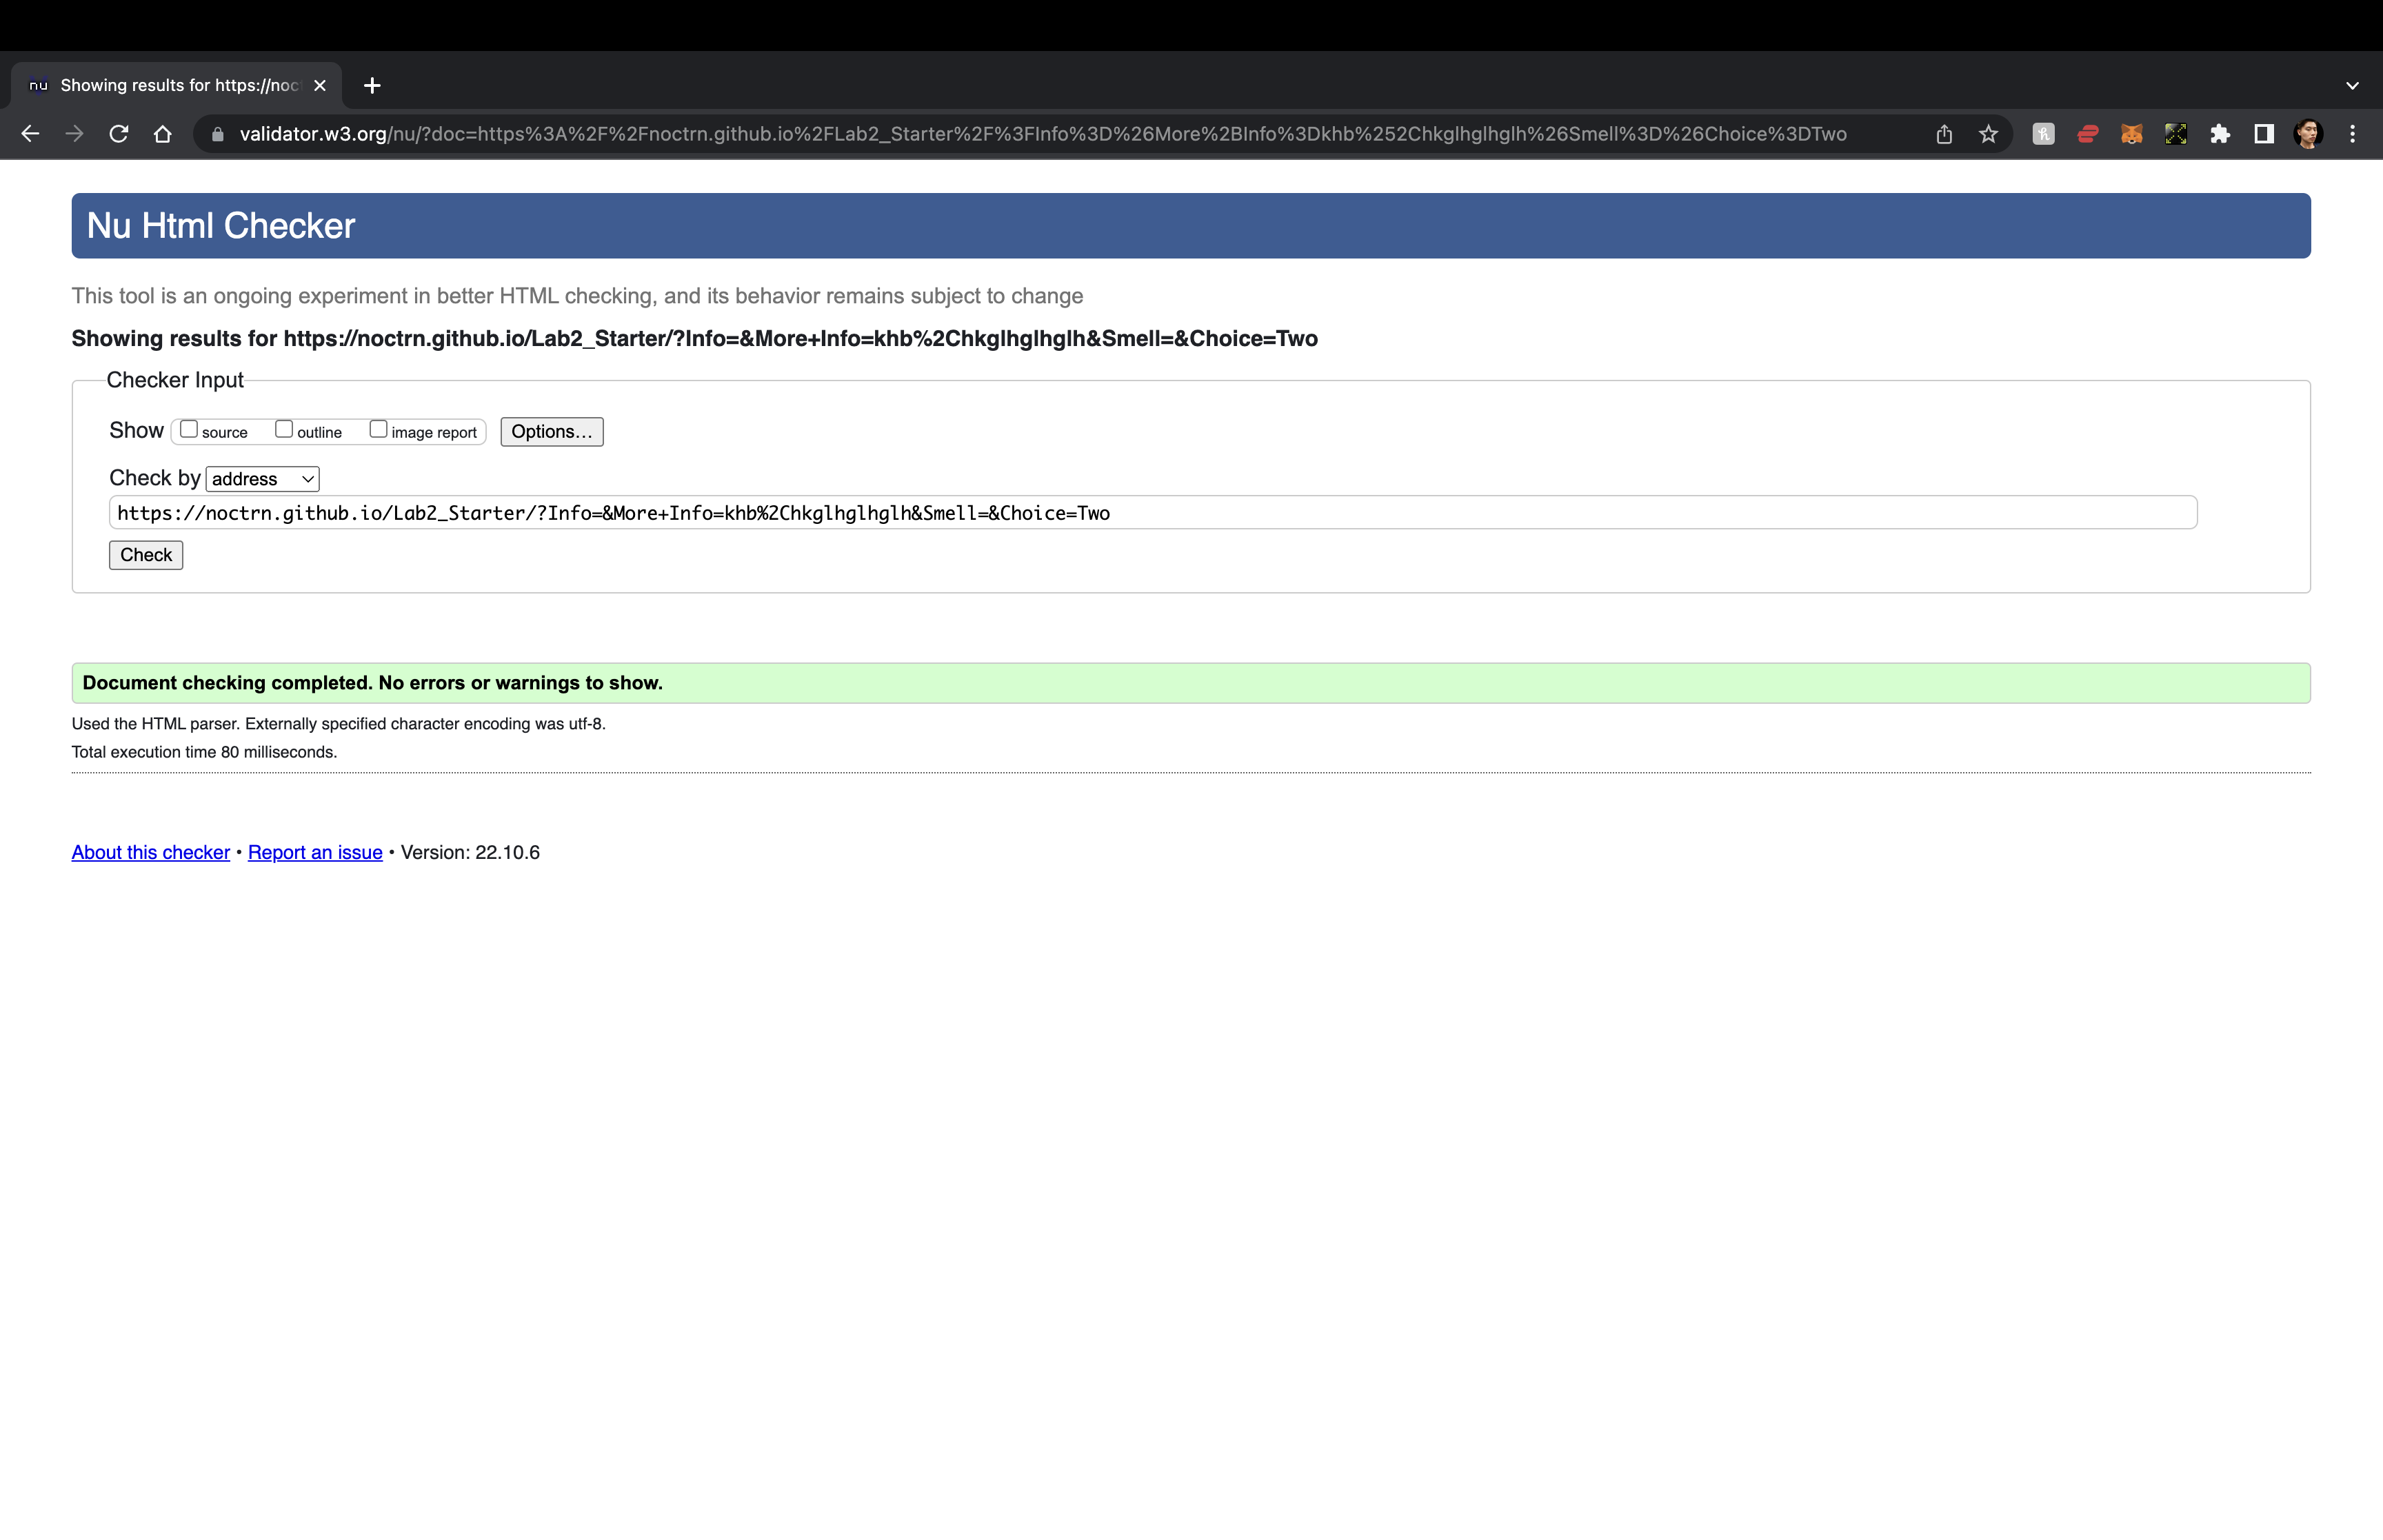 nu Showing results for https://noc
validator.w3.org/nu/?doc=https%3A%2F%2Fnoctrn.github.io%2FLab2_Starter%2F%3FInfo%3D%26More%2BInfo%3Dkhb%252Chkglhglhglh%26Smell%3D%26Choice%3DTwo
Nu Html Checker
This tool is an ongoing experiment in better HTML checking, and its behavior remains subject to change
Showing results for https://noctrn.github.io/Lab2_Starter/?Info=&More+Info=khb%2Chkglhglhglh&Smell=&Choice=Two
Checker Input
Show source outline image report Options…
Check by address
https://noctrn.github.io/Lab2_Starter/?Info=&More+Info=khb%2Chkglhglhglh&Smell=&Choice=Two
Check
Document checking completed. No errors or warnings to show.
Used the HTML parser. Externally specified character encoding was utf-8.
Total execution time 80 milliseconds.
About this checker • Report an issue • Version: 22.10.6